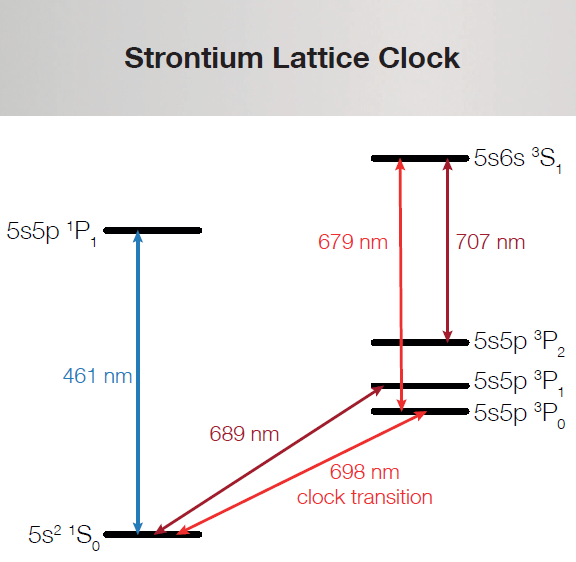 Strontium Lattice Clock
5s6s ³S₁
5s5p ¹P₁
679 nm
707 nm
5s5p ³P₂
461 nm
5s5p ³P₁
5s5p ³P₀
689 nm
698 nm
clock transition
5s² ¹S₀